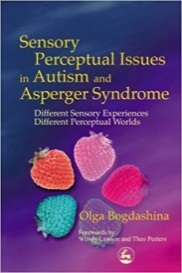 Sensory
Perceptual Issues
in Autism and
Asperger Syndrome
Different Sensory Experiences
Different Perceptual Worlds
Olga Bogdashina
Forewords by
Wendy Lawson and Theo Peeters